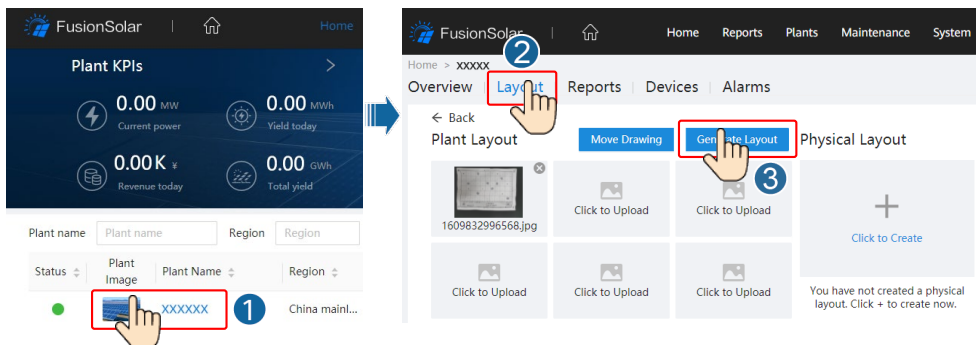 FusionSolar
Home
Plant KPIs
0.00 MW
Current power
0.00 MWh
Yield today
0.00K ¥
Revenue today
0.00 GWh
Total yield
Plant name
Plant name
Region
Region
Status
Plant Image
Plant Name
Region
XXXXXX
1
China mainl...
FusionSolar
Home
Reports
Plants
Maintenance
System
2
Home > xxxxx
Overview
Layout
Reports
Devices
Alarms
← Back
Plant Layout
Move Drawing
Generate Layout
Physical Layout
3
1609832996568.jpg
Click to Upload
Click to Upload
Click to Upload
Click to Upload
Click to Upload
+
Click to Create
You have not created a physical
layout. Click + to create now.